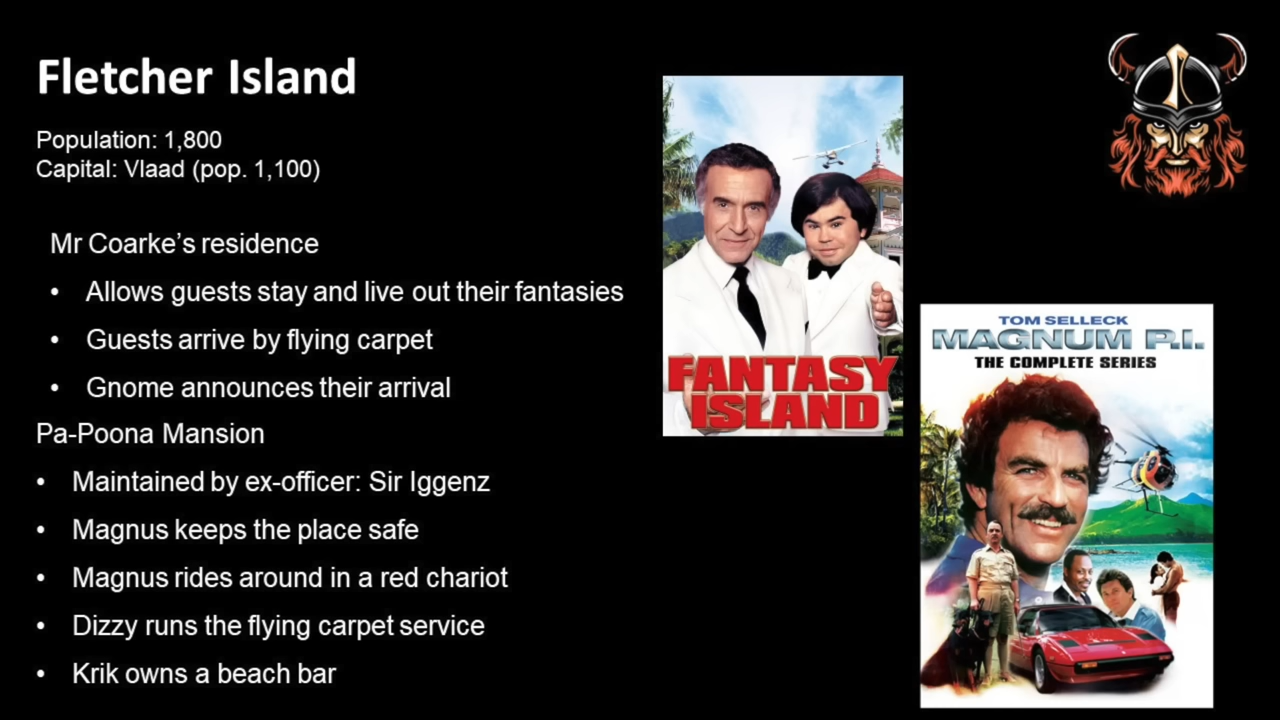 Fletcher Island
Population: 1,800
Capital: Vlaad (pop. 1,100)
Mr Coarke's residence
• Allows guests stay and live out their fantasies
• Guests arrive by flying carpet
• Gnome announces their arrival
Pa-Poona Mansion
• Maintained by ex-officer: Sir Iggenz
• Magnus keeps the place safe
• Magnus rides around in a red chariot
• Dizzy runs the flying carpet service
• Krik owns a beach bar
FANTASY
ISLAND
TOM SELLECK
MAGNUM P.I.
THE COMPLETE SERIES